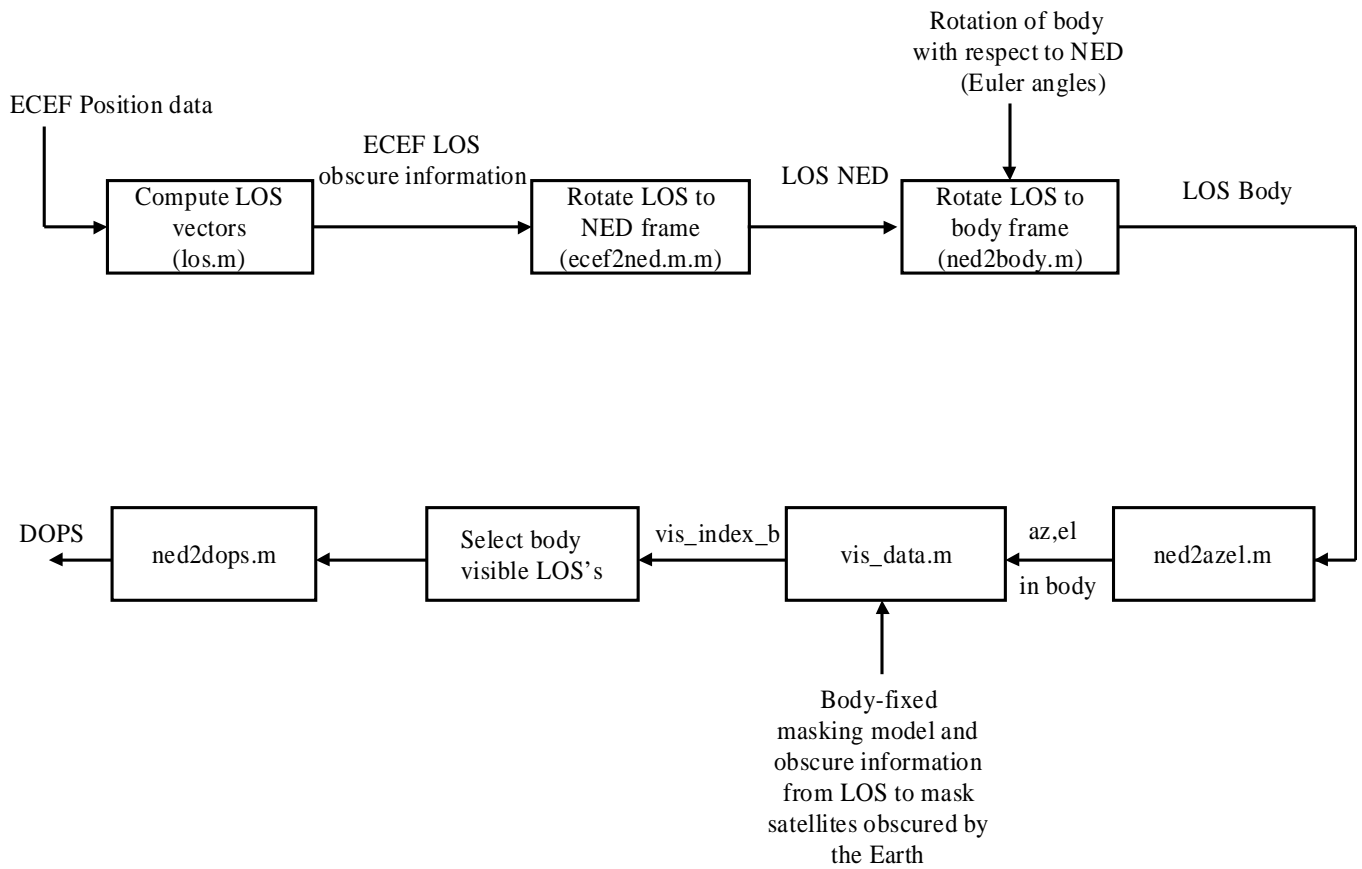 Rotation of body
with respect to NED
(Euler angles)
ECEF Position data
ECEF LOS
obscure information
LOS NED
LOS Body
Compute LOS
vectors
(los.m)
Rotate LOS to
NED frame
(ecef2ned.m.m)
Rotate LOS to
body frame
(ned2body.m)
DOPS
ned2dops.m
Select body
visible LOS’s
vis_index_b
vis_data.m
az,el
in body
ned2azel.m
Body-fixed
masking model and
obscure information
from LOS to mask
satellites obscured by
the Earth